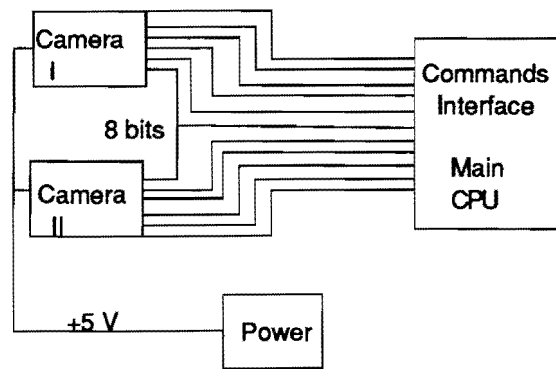 Camera
I
Commands
Interface
8 bits
Main
CPU
Camera
II
+5 V
Power